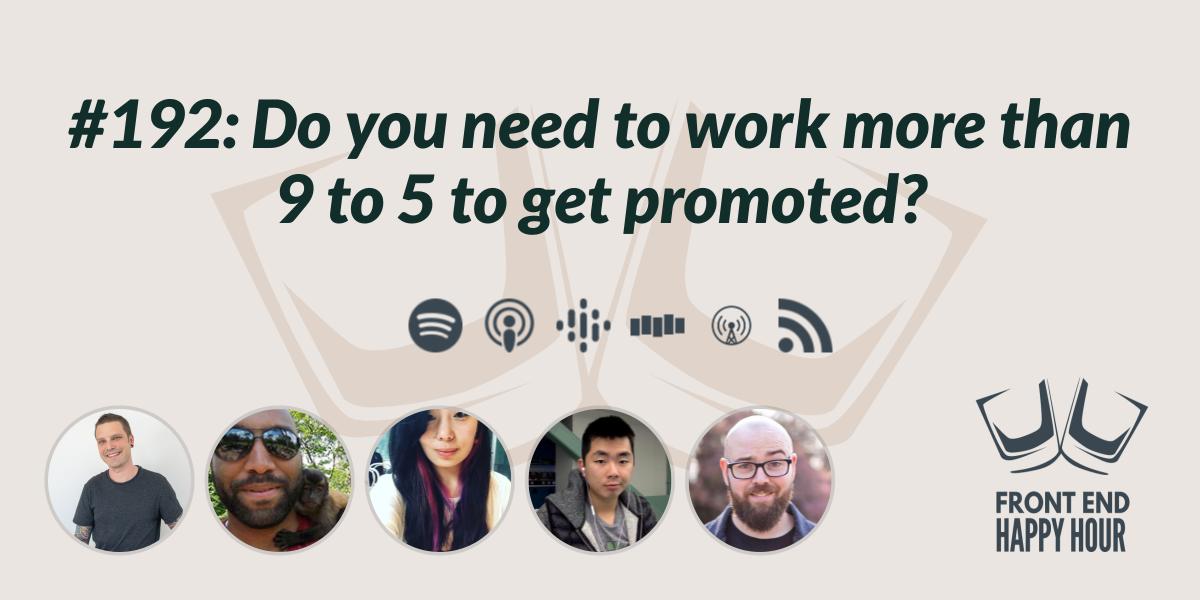 #192: Do you need to work more than
9 to 5 to get promoted?
FRONT END
HAPPY HOUR